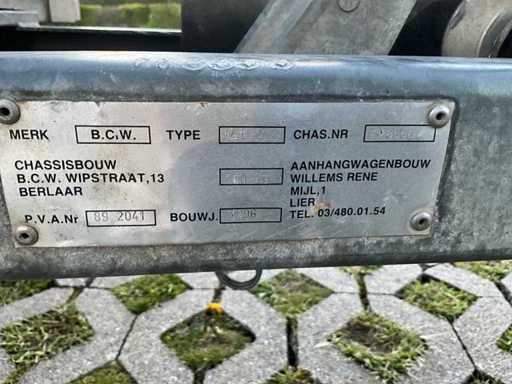 MERK B.C.W. TYPE CHAS.NR
CHASSISBOUW
B.C.W. WIPSTRAAT,13
BERLAAR
AANHANGWAGENBOUW
WILLEMS RENE
MIJL,1
LIER
TEL. 03/480.01.54
P.V.A.Nr 89 2041 BOUWJ.